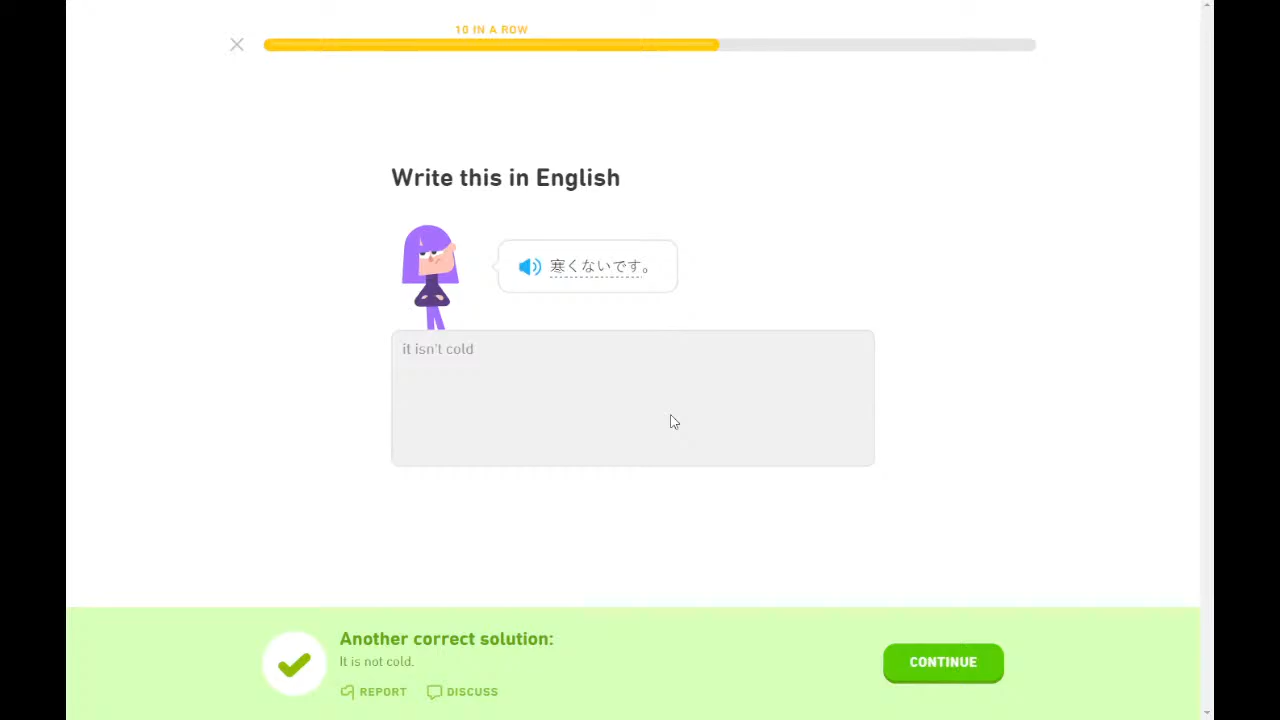 10 IN A ROW
Write this in English
寒くないです。
it isn't cold
Another correct solution:
It is not cold.
REPORT DISCUSS
CONTINUE